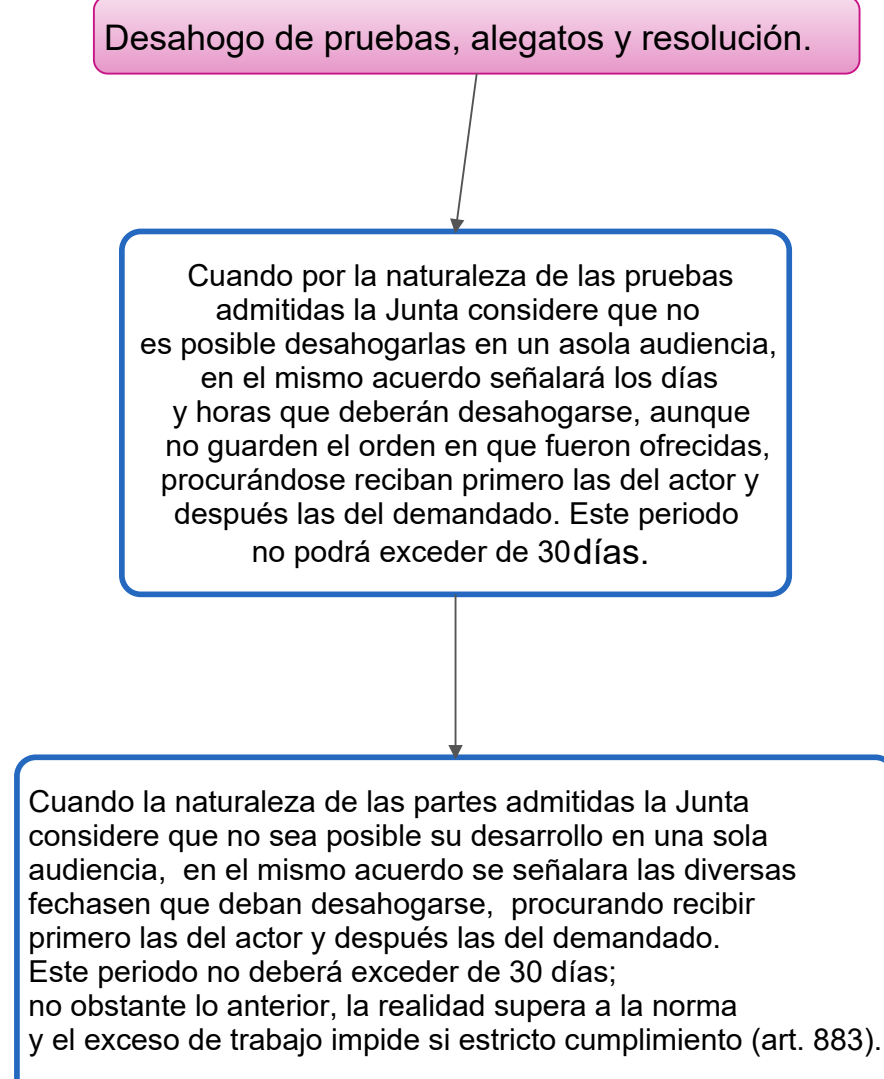 Desahogo de pruebas, alegatos y resolución.
Cuando por la naturaleza de las pruebas
admitidas la Junta considere que no
es posible desahogarlas en un asola audiencia,
en el mismo acuerdo señalará los días
y horas que deberán desahogarse, aunque
no guarden el orden en que fueron ofrecidas,
procurándose reciban primero las del actor y
después las del demandado. Este periodo
no podrá exceder de 30 días.
Cuando la naturaleza de las partes admitidas la Junta
considere que no sea posible su desarrollo en una sola
audiencia, en el mismo acuerdo se señalara las diversas
fechasen que deban desahogarse, procurando recibir
primero las del actor y después las del demandado.
Este periodo no deberá exceder de 30 días;
no obstante lo anterior, la realidad supera a la norma
y el exceso de trabajo impide si estricto cumplimiento (art. 883).